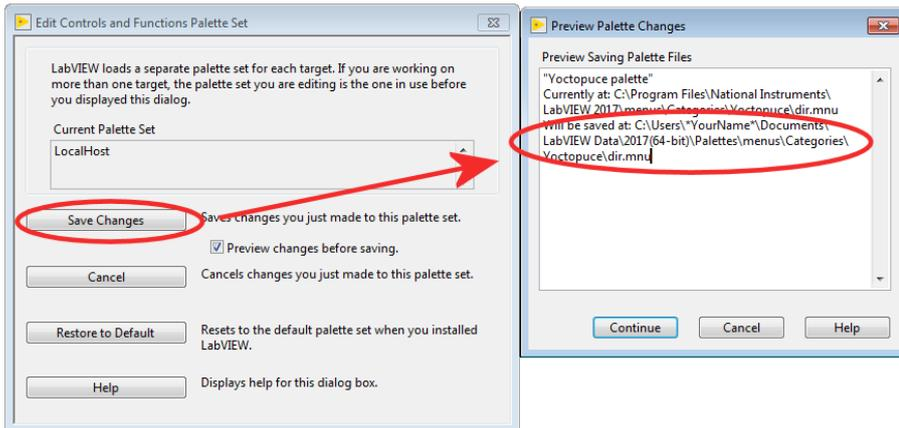 Edit Controls and Functions Palette Set
LabVIEW loads a separate palette set for each target. If you are working on
more than one target, the palette set you are editing is the one in use before
you displayed this dialog.
Current Palette Set
LocalHost
Save Changes
Saves changes you just made to this palette set.
Preview changes before saving.
Cancel
Cancels changes you just made to this palette set.
Restore to Default
Resets to the default palette set when you installed
LabVIEW.
Help
Displays help for this dialog box.
Preview Palette Changes
Preview Saving Palette Files
"Yoctopuce palette"
Currently at: C:\Program Files\National Instruments\
LabVIEW 2017\menus\Categories\Yoctopuce\dir.mnu
Will be saved at: C:\Users\*YourName*\Documents\
LabVIEW Data\2017(64-bit)\Palettes\menus\Categories\
Yoctopuce\dir.mnu
Continue
Cancel
Help